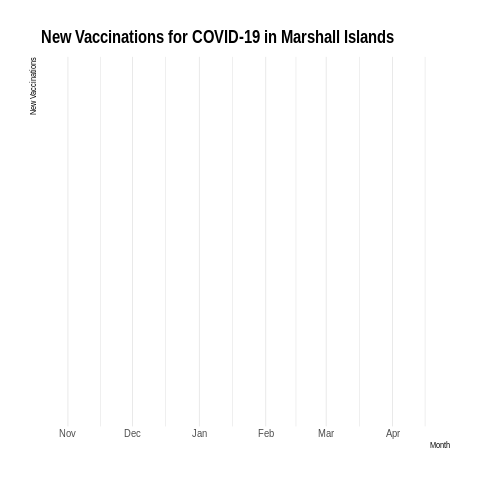 New Vaccinations for COVID-19 in Marshall Islands
New Vaccinations
Nov Dec Jan Feb Mar Apr
Month